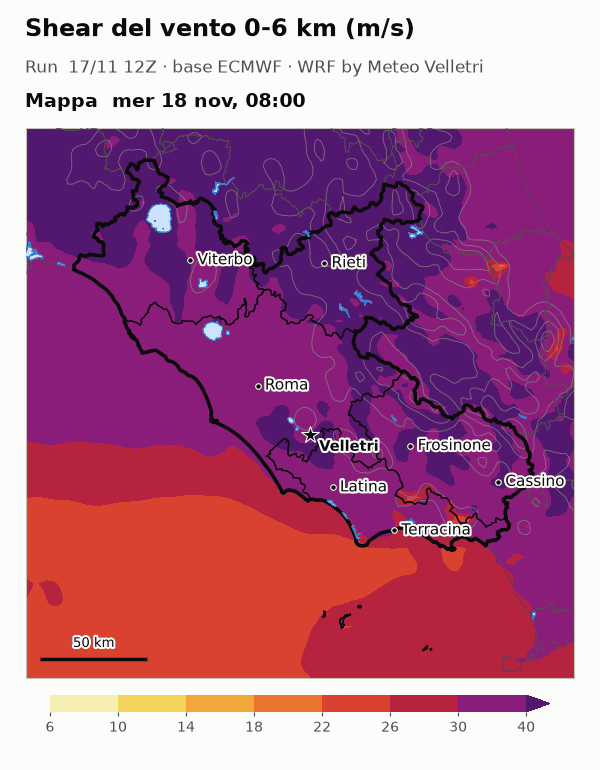 Shear del vento 0-6 km (m/s)
Run  17/11 12Z · base ECMWF · WRF by Meteo Velletri
Mappa  mer 18 nov, 08:00
Viterbo
Rieti
Roma
Velletri
Frosinone
Cassino
Latina
Terracina
50 km
6 10 14 18 22 26 30 40